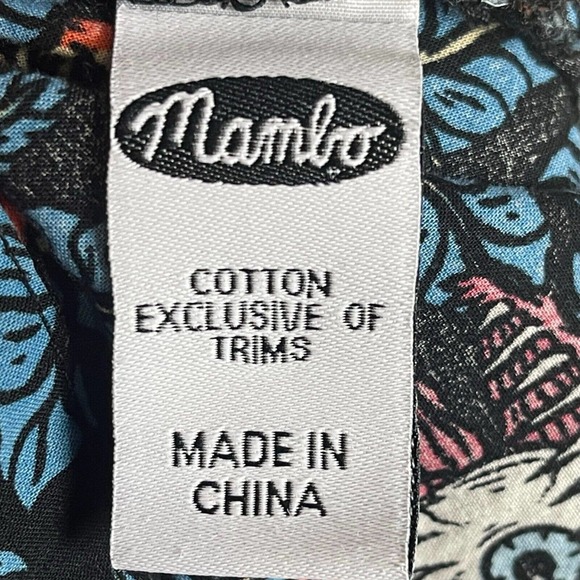 Mambo
COTTON
EXCLUSIVE OF
TRIMS
MADE IN
CHINA